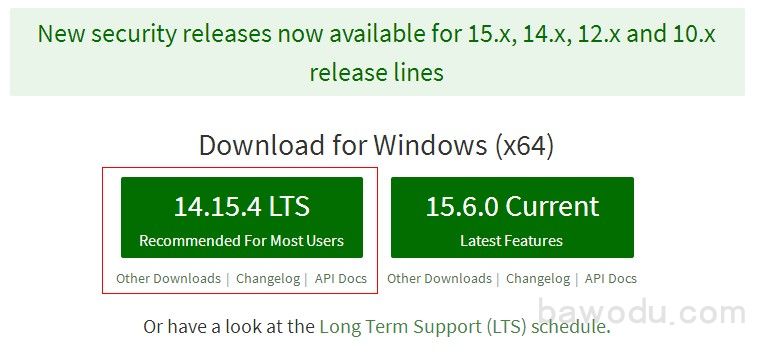 New security releases now available for 15.x, 14.x, 12.x and 10.x
release lines
Download for Windows (x64)
14.15.4 LTS
Recommended For Most Users
15.6.0 Current
Latest Features
Other Downloads | Changelog | API Docs
Other Downloads | Changelog | API Docs
bawodu.com
Or have a look at the Long Term Support (LTS) schedule.